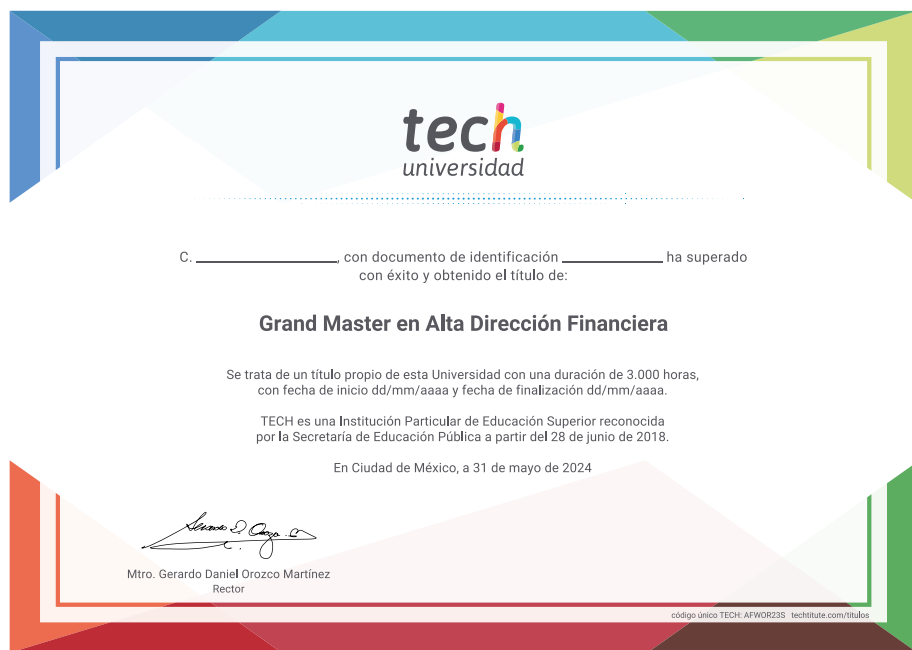 tech
universidad
C. ____________, con documento de identificación ____________ ha superado
con éxito y obtenido el título de:
Grand Master en Alta Dirección Financiera
Se trata de un título propio de esta Universidad con una duración de 3.000 horas,
con fecha de inicio dd/mm/aaaa y fecha de finalización dd/mm/aaaa.
TECH es una Institución Particular de Educación Superior reconocida
por la Secretaría de Educación Pública a partir del 28 de junio de 2018.
En Ciudad de México, a 31 de mayo de 2024
Mtro. Gerardo Daniel Orozco Martínez
Rector
código único TECH: AFWOR23S techtitute.com/titulos